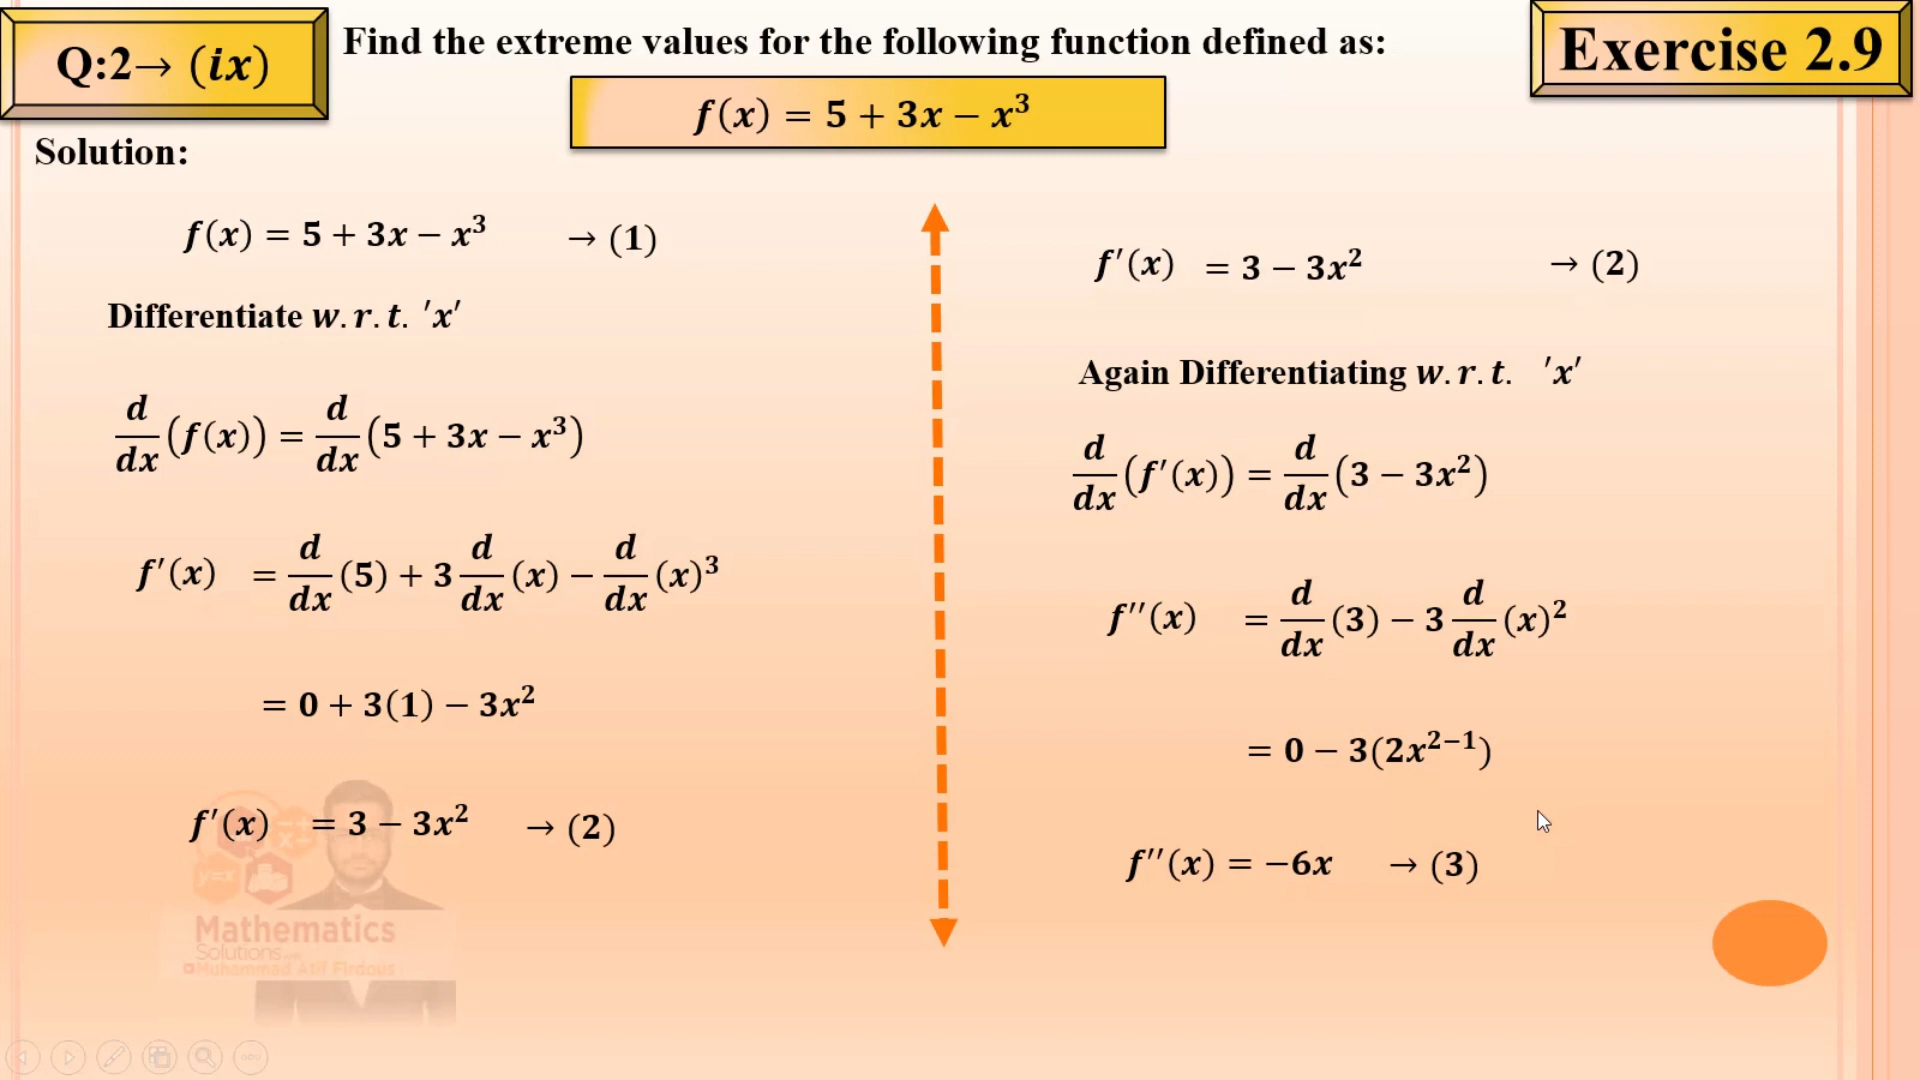 Q:2→ (ix)
Find the extreme values for the following function defined as:
Exercise 2.9
f(x) = 5 + 3x − x³
Solution:
f(x) = 5 + 3x − x³ → (1)
Differentiate w.r.t. ′x′
d/dx (f(x)) = d/dx (5 + 3x − x³)
f′(x) = d/dx (5) + 3 d/dx (x) − d/dx (x)³
= 0 + 3(1) − 3x²
f′(x) = 3 − 3x² → (2)
f′(x) = 3 − 3x² → (2)
Again Differentiating w.r.t. ′x′
d/dx (f′(x)) = d/dx (3 − 3x²)
f′′(x) = d/dx (3) − 3 d/dx (x)²
= 0 − 3(2x²⁻¹)
f′′(x) = −6x → (3)
y=x
Mathematics
Solutions
Muhammad Atif Firdous